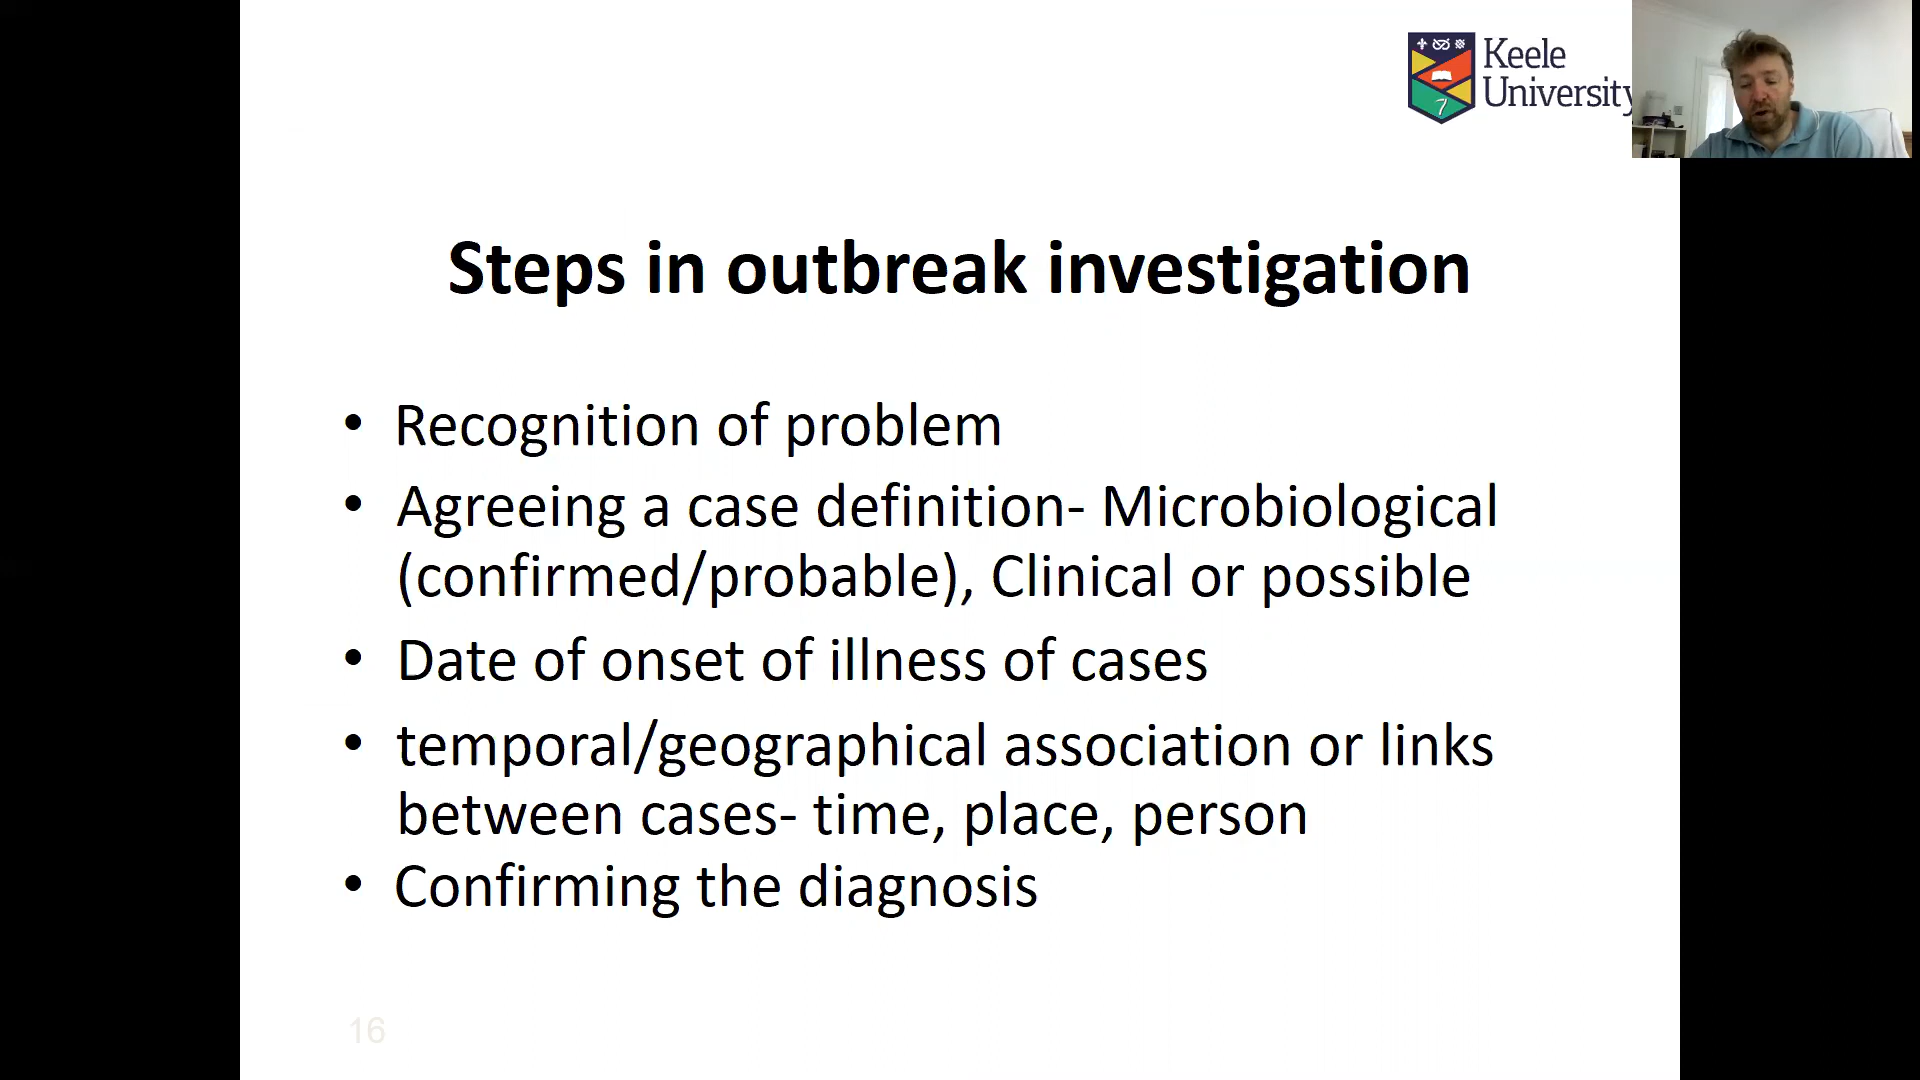 Keele
University
Steps in outbreak investigation
• Recognition of problem
• Agreeing a case definition- Microbiological
(confirmed/probable), Clinical or possible
• Date of onset of illness of cases
• temporal/geographical association or links
between cases- time, place, person
• Confirming the diagnosis
16